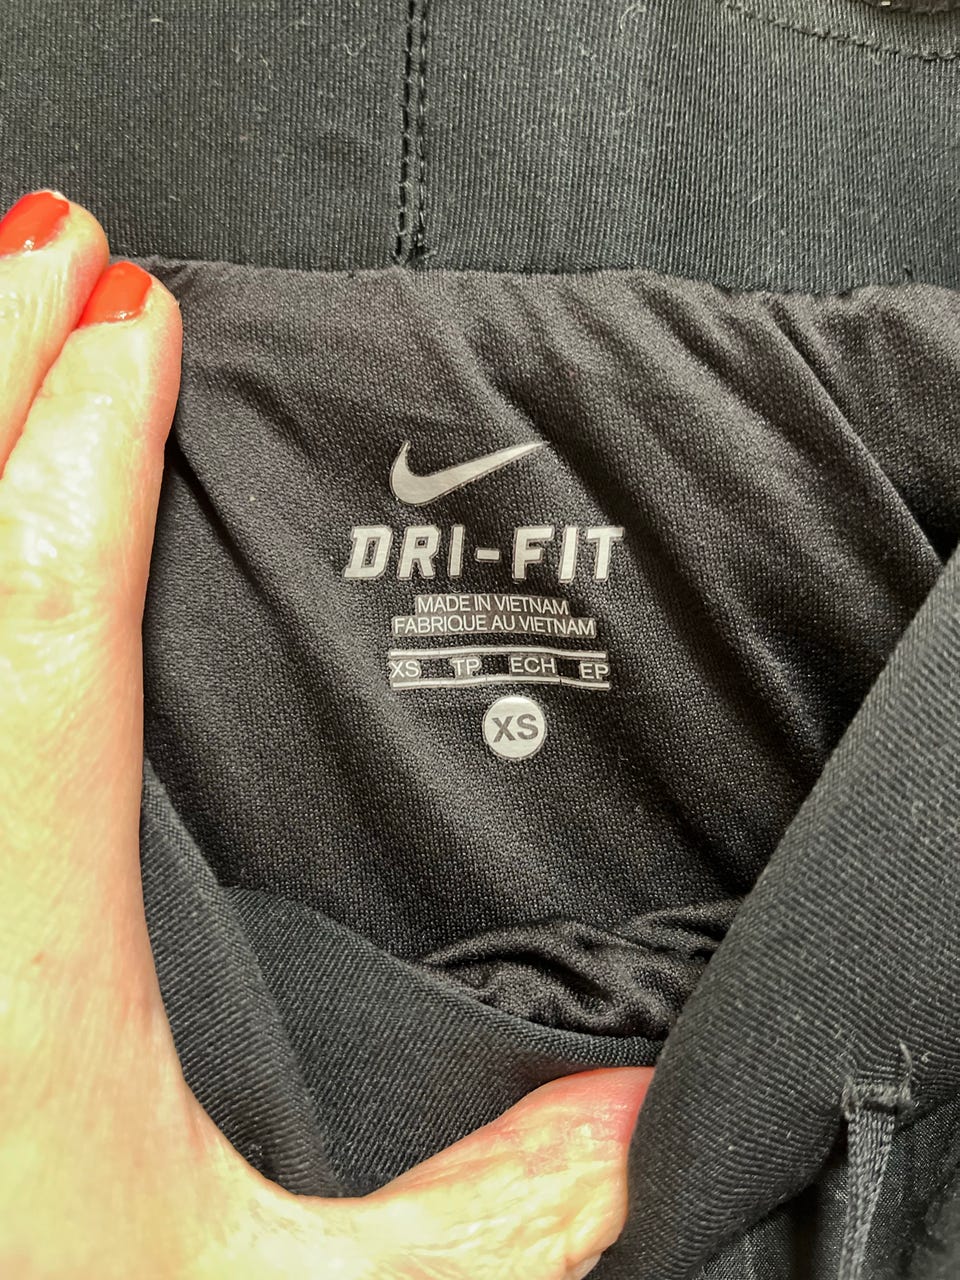 DRI-FIT
MADE IN VIETNAM
FABRIQUE AU VIETNAM
XS TP ECH EP
XS